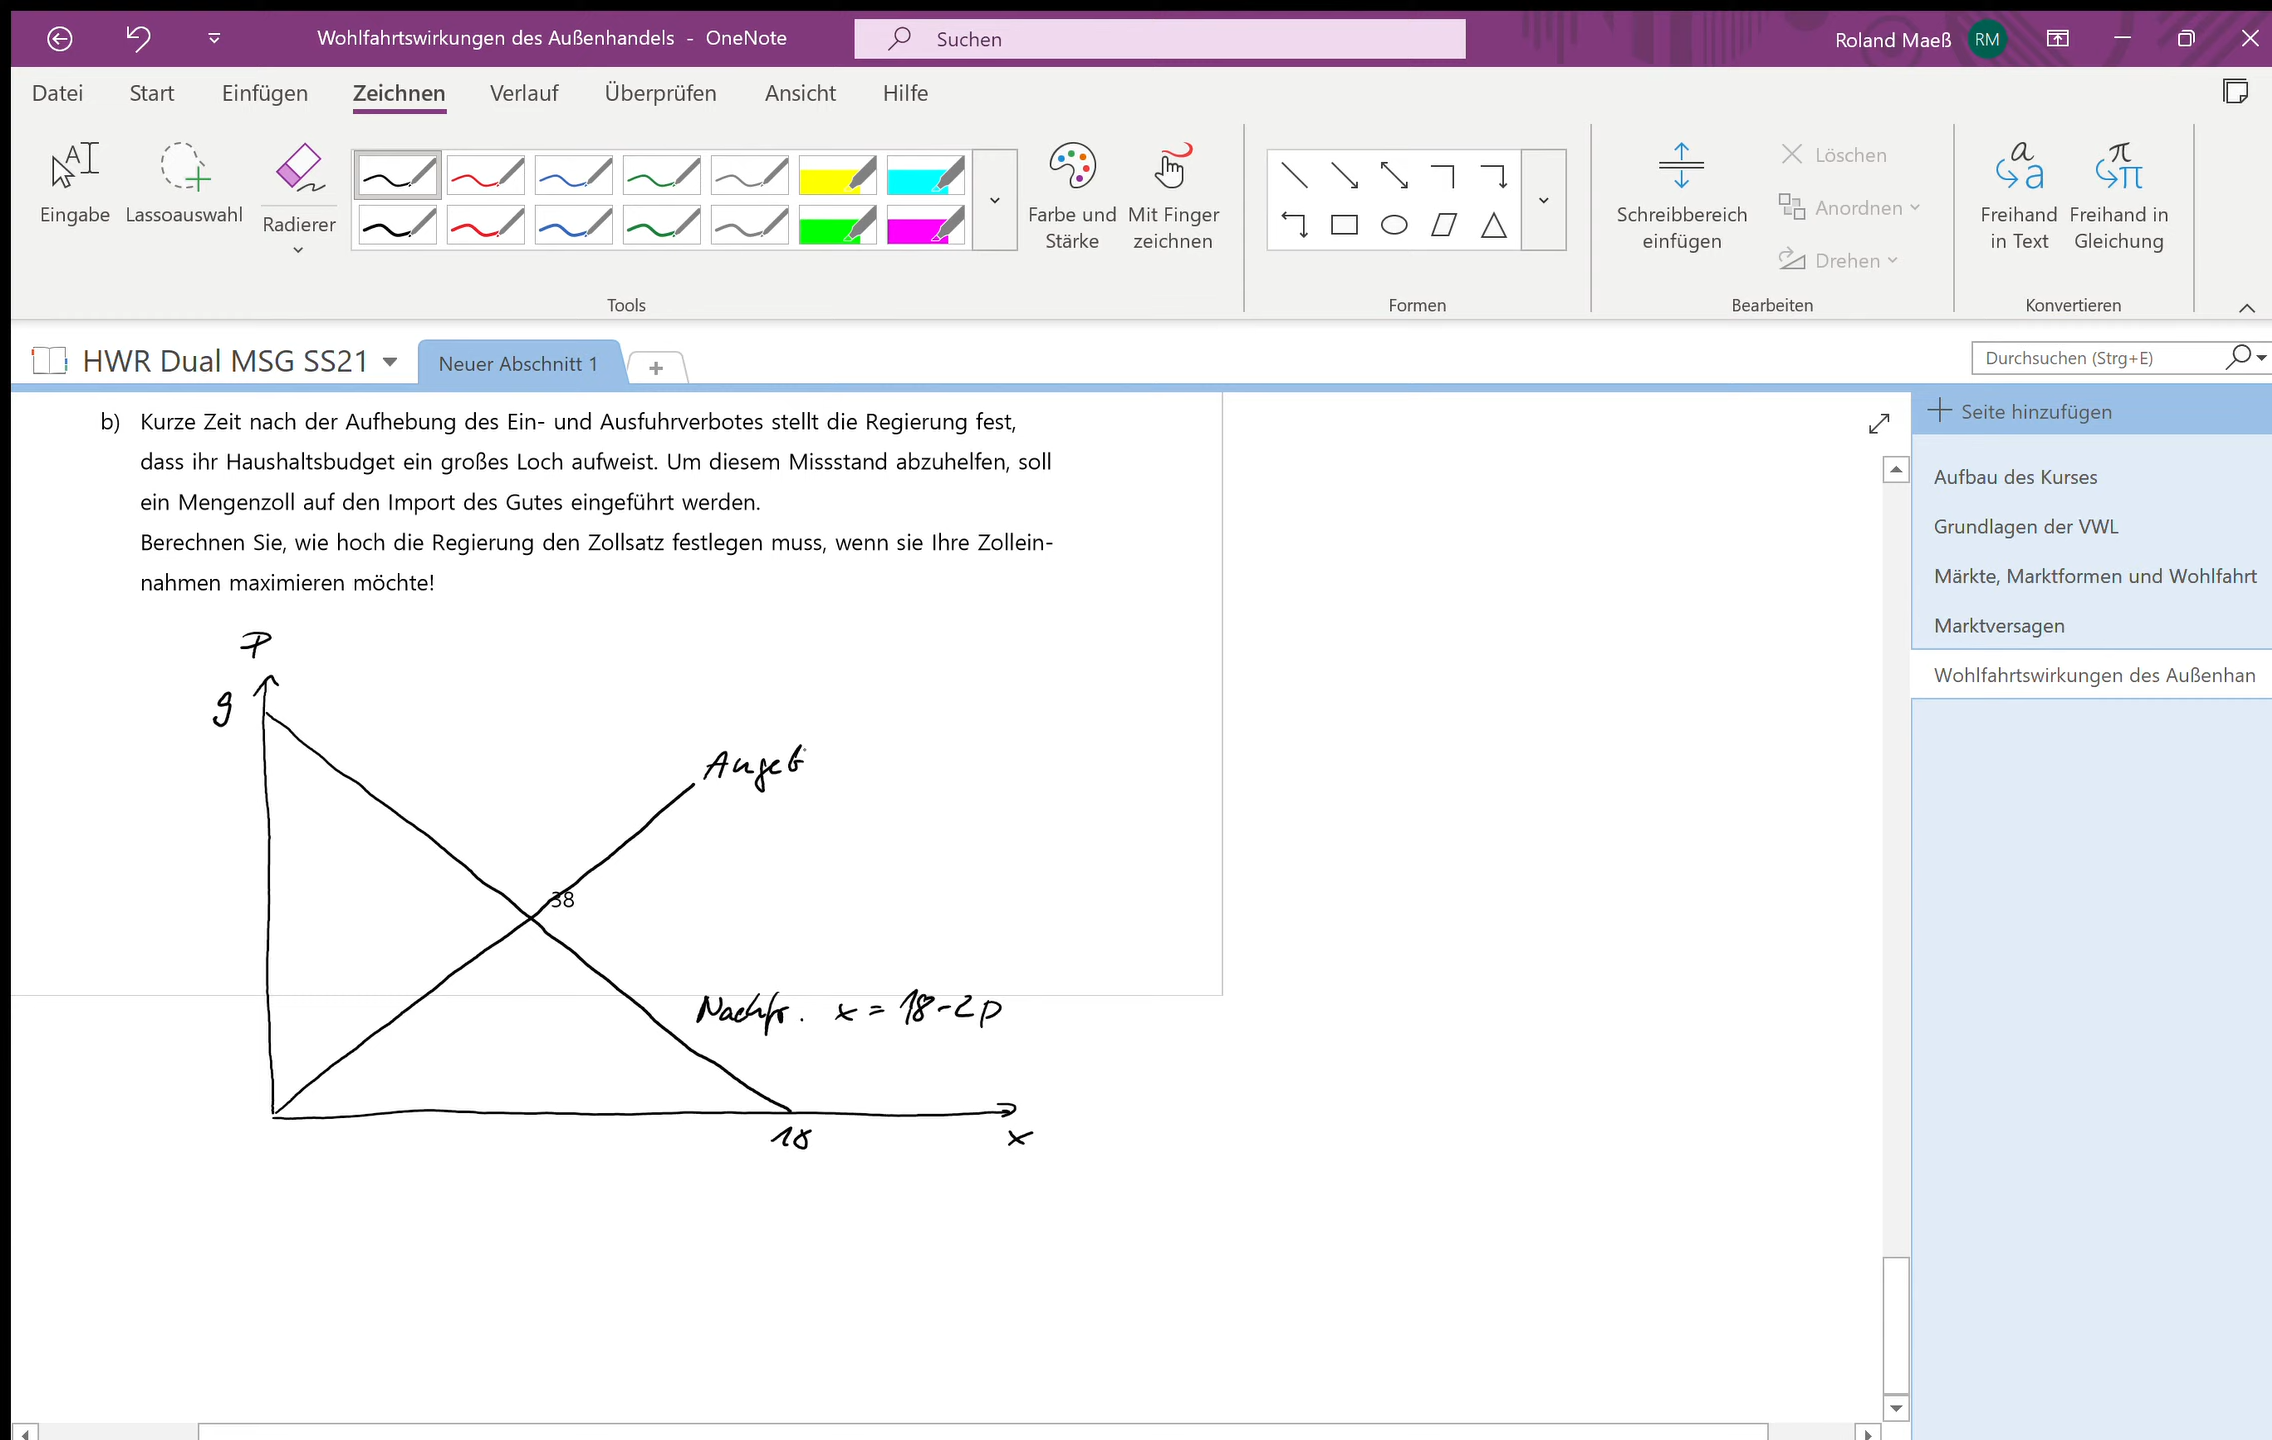 Wohlfahrtswirkungen des Außenhandels - OneNote
Suchen
Roland Maeß RM
Datei Start Einfügen Zeichnen Verlauf Überprüfen Ansicht Hilfe
Eingabe Lassoauswahl Radierer
Farbe und Stärke
Mit Finger zeichnen
Schreibbereich einfügen
Löschen
Anordnen
Drehen
Freihand in Text
Freihand in Gleichung
Tools Formen Bearbeiten Konvertieren
HWR Dual MSG SS21 Neuer Abschnitt 1 +
Durchsuchen (Strg+E)
b) Kurze Zeit nach der Aufhebung des Ein- und Ausfuhrverbotes stellt die Regierung fest,
dass ihr Haushaltsbudget ein großes Loch aufweist. Um diesem Missstand abzuhelfen, soll
ein Mengenzoll auf den Import des Gutes eingeführt werden.
Berechnen Sie, wie hoch die Regierung den Zollsatz festlegen muss, wenn sie Ihre Zollein-
nahmen maximieren möchte!
P
9
Angeb
38
Nachfr. x = 18-2p
18
x
Seite hinzufügen
Aufbau des Kurses
Grundlagen der VWL
Märkte, Marktformen und Wohlfahrt
Marktversagen
Wohlfahrtswirkungen des Außenhan